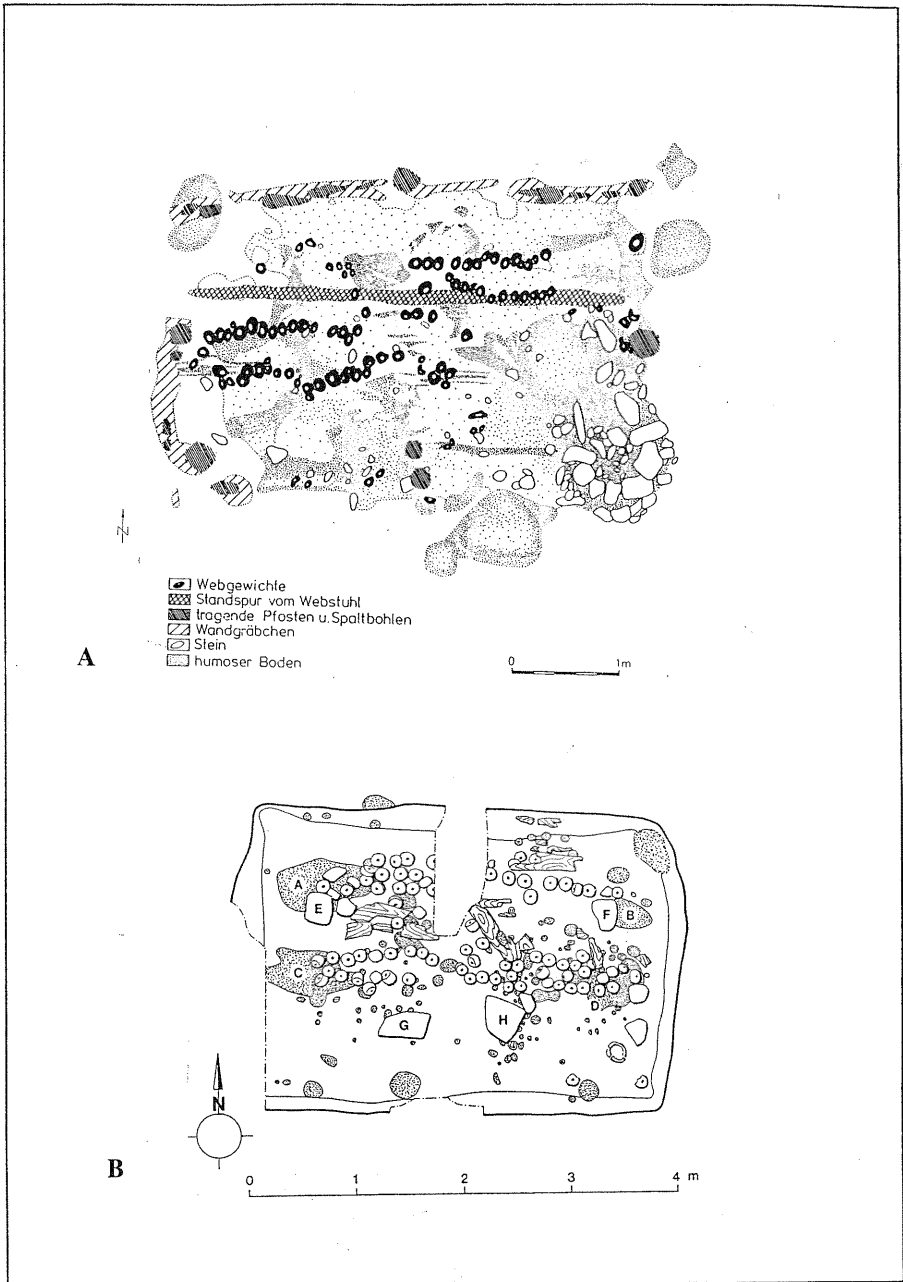 N
Webgewichte
Standspur vom Webstuhl
tragende Pfosten u. Spaltbohlen
Wandgräbchen
Stein
humoser Boden
A
0 1m
A
E
F B
C
D
G
H
N
B
0 1 2 3 4 m